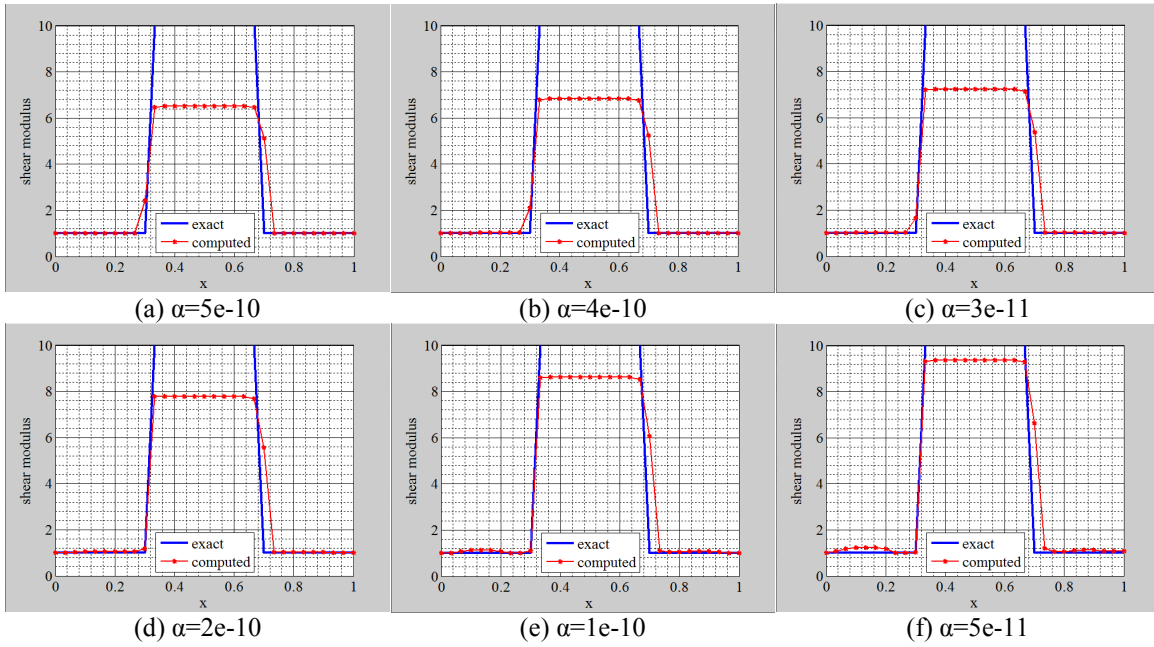 10
8
6
4
2
0
shear modulus
exact
computed
0 0.2 0.4 0.6 0.8 1
x
(a) α=5e-10
10
8
6
4
2
0
shear modulus
exact
computed
0 0.2 0.4 0.6 0.8 1
x
(b) α=4e-10
10
8
6
4
2
0
shear modulus
exact
computed
0 0.2 0.4 0.6 0.8 1
x
(c) α=3e-11
10
8
6
4
2
0
shear modulus
exact
computed
0 0.2 0.4 0.6 0.8 1
x
(d) α=2e-10
10
8
6
4
2
0
shear modulus
exact
computed
0 0.2 0.4 0.6 0.8 1
x
(e) α=1e-10
10
8
6
4
2
0
shear modulus
exact
computed
0 0.2 0.4 0.6 0.8 1
x
(f) α=5e-11